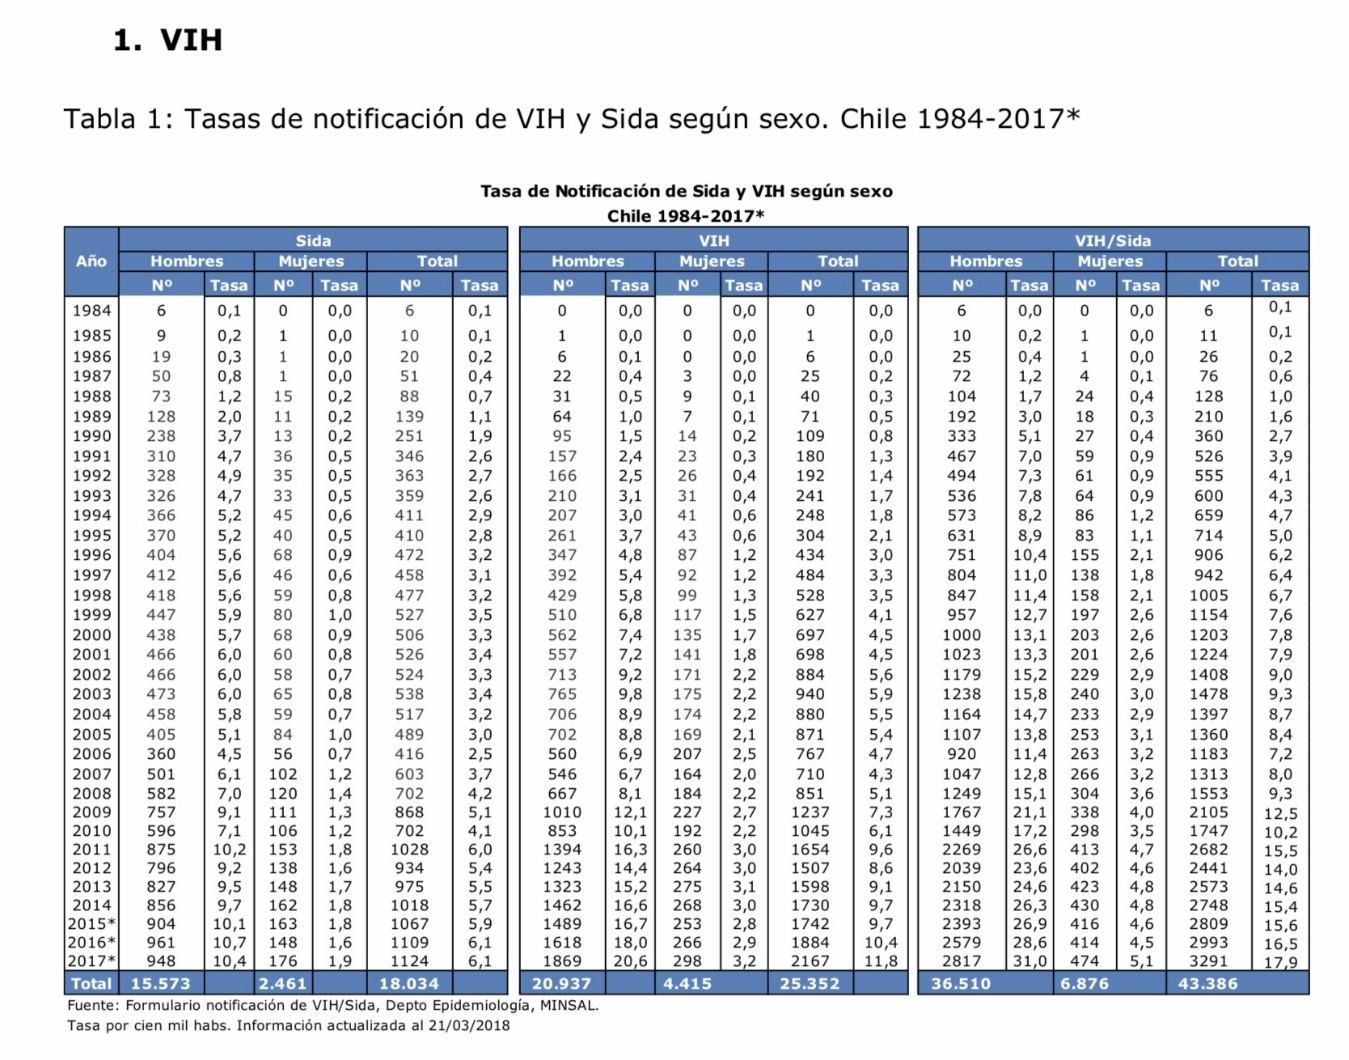 1. VIH
Tabla 1: Tasas de notificación de VIH y Sida según sexo. Chile 1984-2017*
Tasa de Notificación de Sida y VIH según sexo
Chile 1984-2017*
Año Sida VIH VIH/Sida
Hombres Mujeres Total Hombres Mujeres Total Hombres Mujeres Total
Nº Tasa Nº Tasa Nº Tasa Nº Tasa Nº Tasa Nº Tasa Nº Tasa Nº Tasa Nº Tasa
1984 6 0,1 0 0,0 6 0,1 0 0,0 0 0,0 0 0,0 6 0,0 0 0,0 6 0,1
1985 9 0,2 1 0,0 10 0,1 1 0,0 0 0,0 1 0,0 10 0,2 1 0,0 11 0,1
1986 19 0,3 1 0,0 20 0,2 6 0,1 0 0,0 6 0,0 25 0,4 1 0,0 26 0,2
1987 50 0,8 1 0,0 51 0,4 22 0,4 3 0,0 25 0,2 72 1,2 4 0,1 76 0,6
1988 73 1,2 15 0,2 88 0,7 31 0,5 9 0,1 40 0,3 104 1,7 24 0,4 128 1,0
1989 128 2,0 11 0,2 139 1,1 64 1,0 7 0,1 71 0,5 192 3,0 18 0,3 210 1,6
1990 238 3,7 13 0,2 251 1,9 95 1,5 14 0,2 109 0,8 333 5,1 27 0,4 360 2,7
1991 310 4,7 36 0,5 346 2,6 157 2,4 23 0,3 180 1,3 467 7,0 59 0,9 526 3,9
1992 328 4,9 35 0,5 363 2,7 166 2,5 26 0,4 192 1,4 494 7,3 61 0,9 555 4,1
1993 326 4,7 33 0,5 359 2,6 210 3,1 31 0,4 241 1,7 536 7,8 64 0,9 600 4,3
1994 366 5,2 45 0,6 411 2,9 207 3,0 41 0,6 248 1,8 573 8,2 86 1,2 659 4,7
1995 370 5,2 40 0,5 410 2,8 261 3,7 43 0,6 304 2,1 631 8,9 83 1,1 714 5,0
1996 404 5,6 68 0,9 472 3,2 347 4,8 87 1,2 434 3,0 751 10,4 155 2,1 906 6,2
1997 412 5,6 46 0,6 458 3,1 392 5,4 92 1,2 484 3,3 804 11,0 138 1,8 942 6,4
1998 418 5,6 59 0,8 477 3,2 429 5,8 99 1,3 528 3,5 847 11,4 158 2,1 1005 6,7
1999 447 5,9 80 1,0 527 3,5 510 6,8 117 1,5 627 4,1 957 12,7 197 2,6 1154 7,6
2000 438 5,7 68 0,9 506 3,3 562 7,4 135 1,7 697 4,5 1000 13,1 203 2,6 1203 7,8
2001 466 6,0 60 0,8 526 3,4 557 7,2 141 1,8 698 4,5 1023 13,3 201 2,6 1224 7,9
2002 466 6,0 58 0,7 524 3,3 713 9,2 171 2,2 884 5,6 1179 15,2 229 2,9 1408 9,0
2003 473 6,0 65 0,8 538 3,4 765 9,8 175 2,2 940 5,9 1238 15,8 240 3,0 1478 9,3
2004 458 5,8 59 0,7 517 3,2 706 8,9 174 2,2 880 5,5 1164 14,7 233 2,9 1397 8,7
2005 405 5,1 84 1,0 489 3,0 702 8,8 169 2,1 871 5,4 1107 13,8 253 3,1 1360 8,4
2006 360 4,5 56 0,7 416 2,5 560 6,9 207 2,5 767 4,7 920 11,4 263 3,2 1183 7,2
2007 501 6,1 102 1,2 603 3,7 546 6,7 164 2,0 710 4,3 1047 12,8 266 3,2 1313 8,0
2008 582 7,0 120 1,4 702 4,2 667 8,1 184 2,2 851 5,1 1249 15,1 304 3,6 1553 9,3
2009 757 9,1 111 1,3 868 5,1 1010 12,1 227 2,7 1237 7,3 1767 21,1 338 4,0 2105 12,5
2010 596 7,1 106 1,2 702 4,1 853 10,1 192 2,2 1045 6,1 1449 17,2 298 3,5 1747 10,2
2011 875 10,2 153 1,8 1028 6,0 1394 16,3 260 3,0 1654 9,6 2269 26,6 413 4,7 2682 15,5
2012 796 9,2 138 1,6 934 5,4 1243 14,4 264 3,0 1507 8,6 2039 23,6 402 4,6 2441 14,0
2013 827 9,5 148 1,7 975 5,5 1323 15,2 275 3,1 1598 9,1 2150 24,6 423 4,8 2573 14,6
2014 856 9,7 162 1,8 1018 5,7 1462 16,6 268 3,0 1730 9,7 2318 26,3 430 4,8 2748 15,4
2015* 904 10,1 163 1,8 1067 5,9 1489 16,7 253 2,8 1742 9,7 2393 26,9 416 4,6 2809 15,6
2016* 961 10,7 148 1,6 1109 6,1 1618 18,0 266 2,9 1884 10,4 2579 28,6 414 4,5 2993 16,5
2017* 948 10,4 176 1,9 1124 6,1 1869 20,6 298 3,2 2167 11,8 2817 31,0 474 5,1 3291 17,9
Total 15.573 2.461 18.034 20.937 4.415 25.352 36.510 6.876 43.386
Fuente: Formulario notificación de VIH/Sida, Depto Epidemiología, MINSAL.
Tasa por cien mil habs. Información actualizada al 21/03/2018